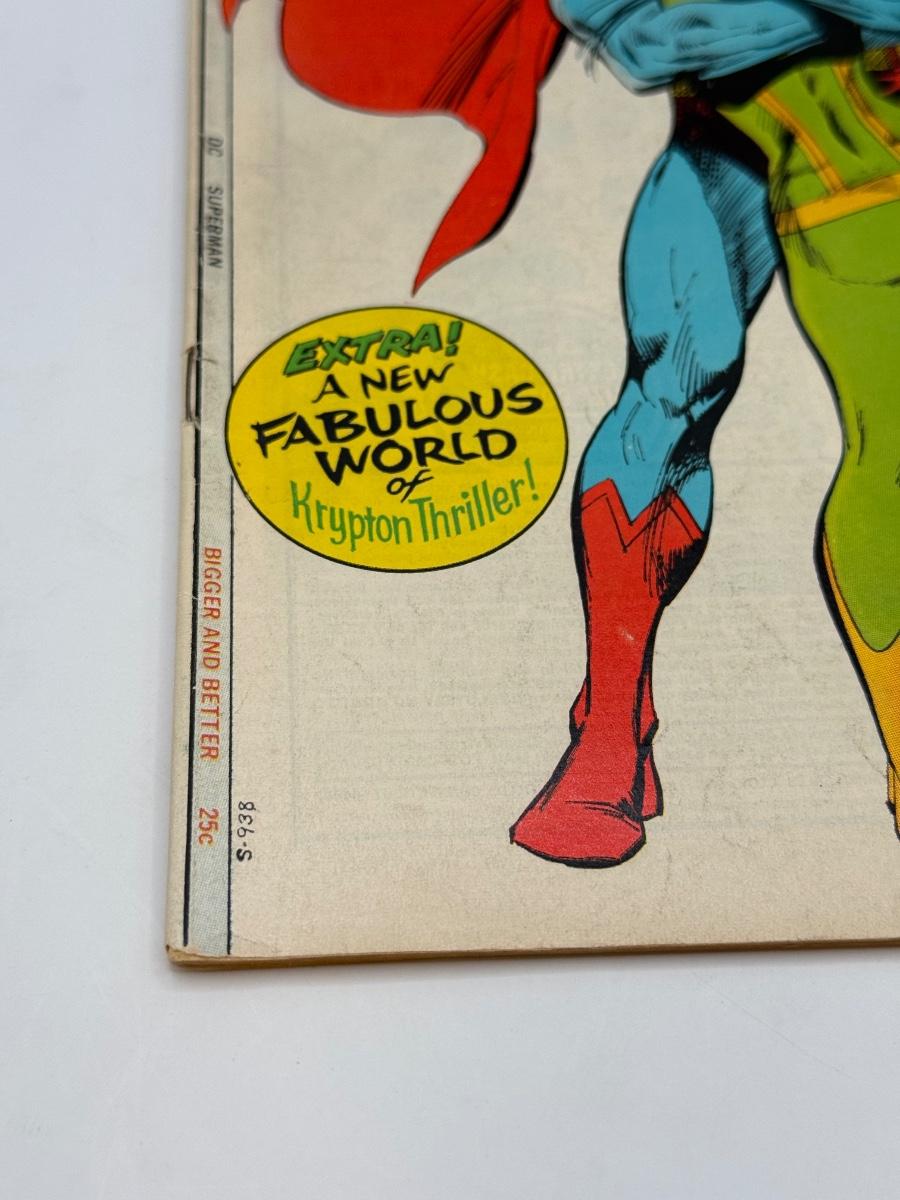 DC SUPERMAN
BIGGER AND BETTER 25c
S-938
EXTRA!
A NEW
FABULOUS
WORLD
of
Krypton Thriller!